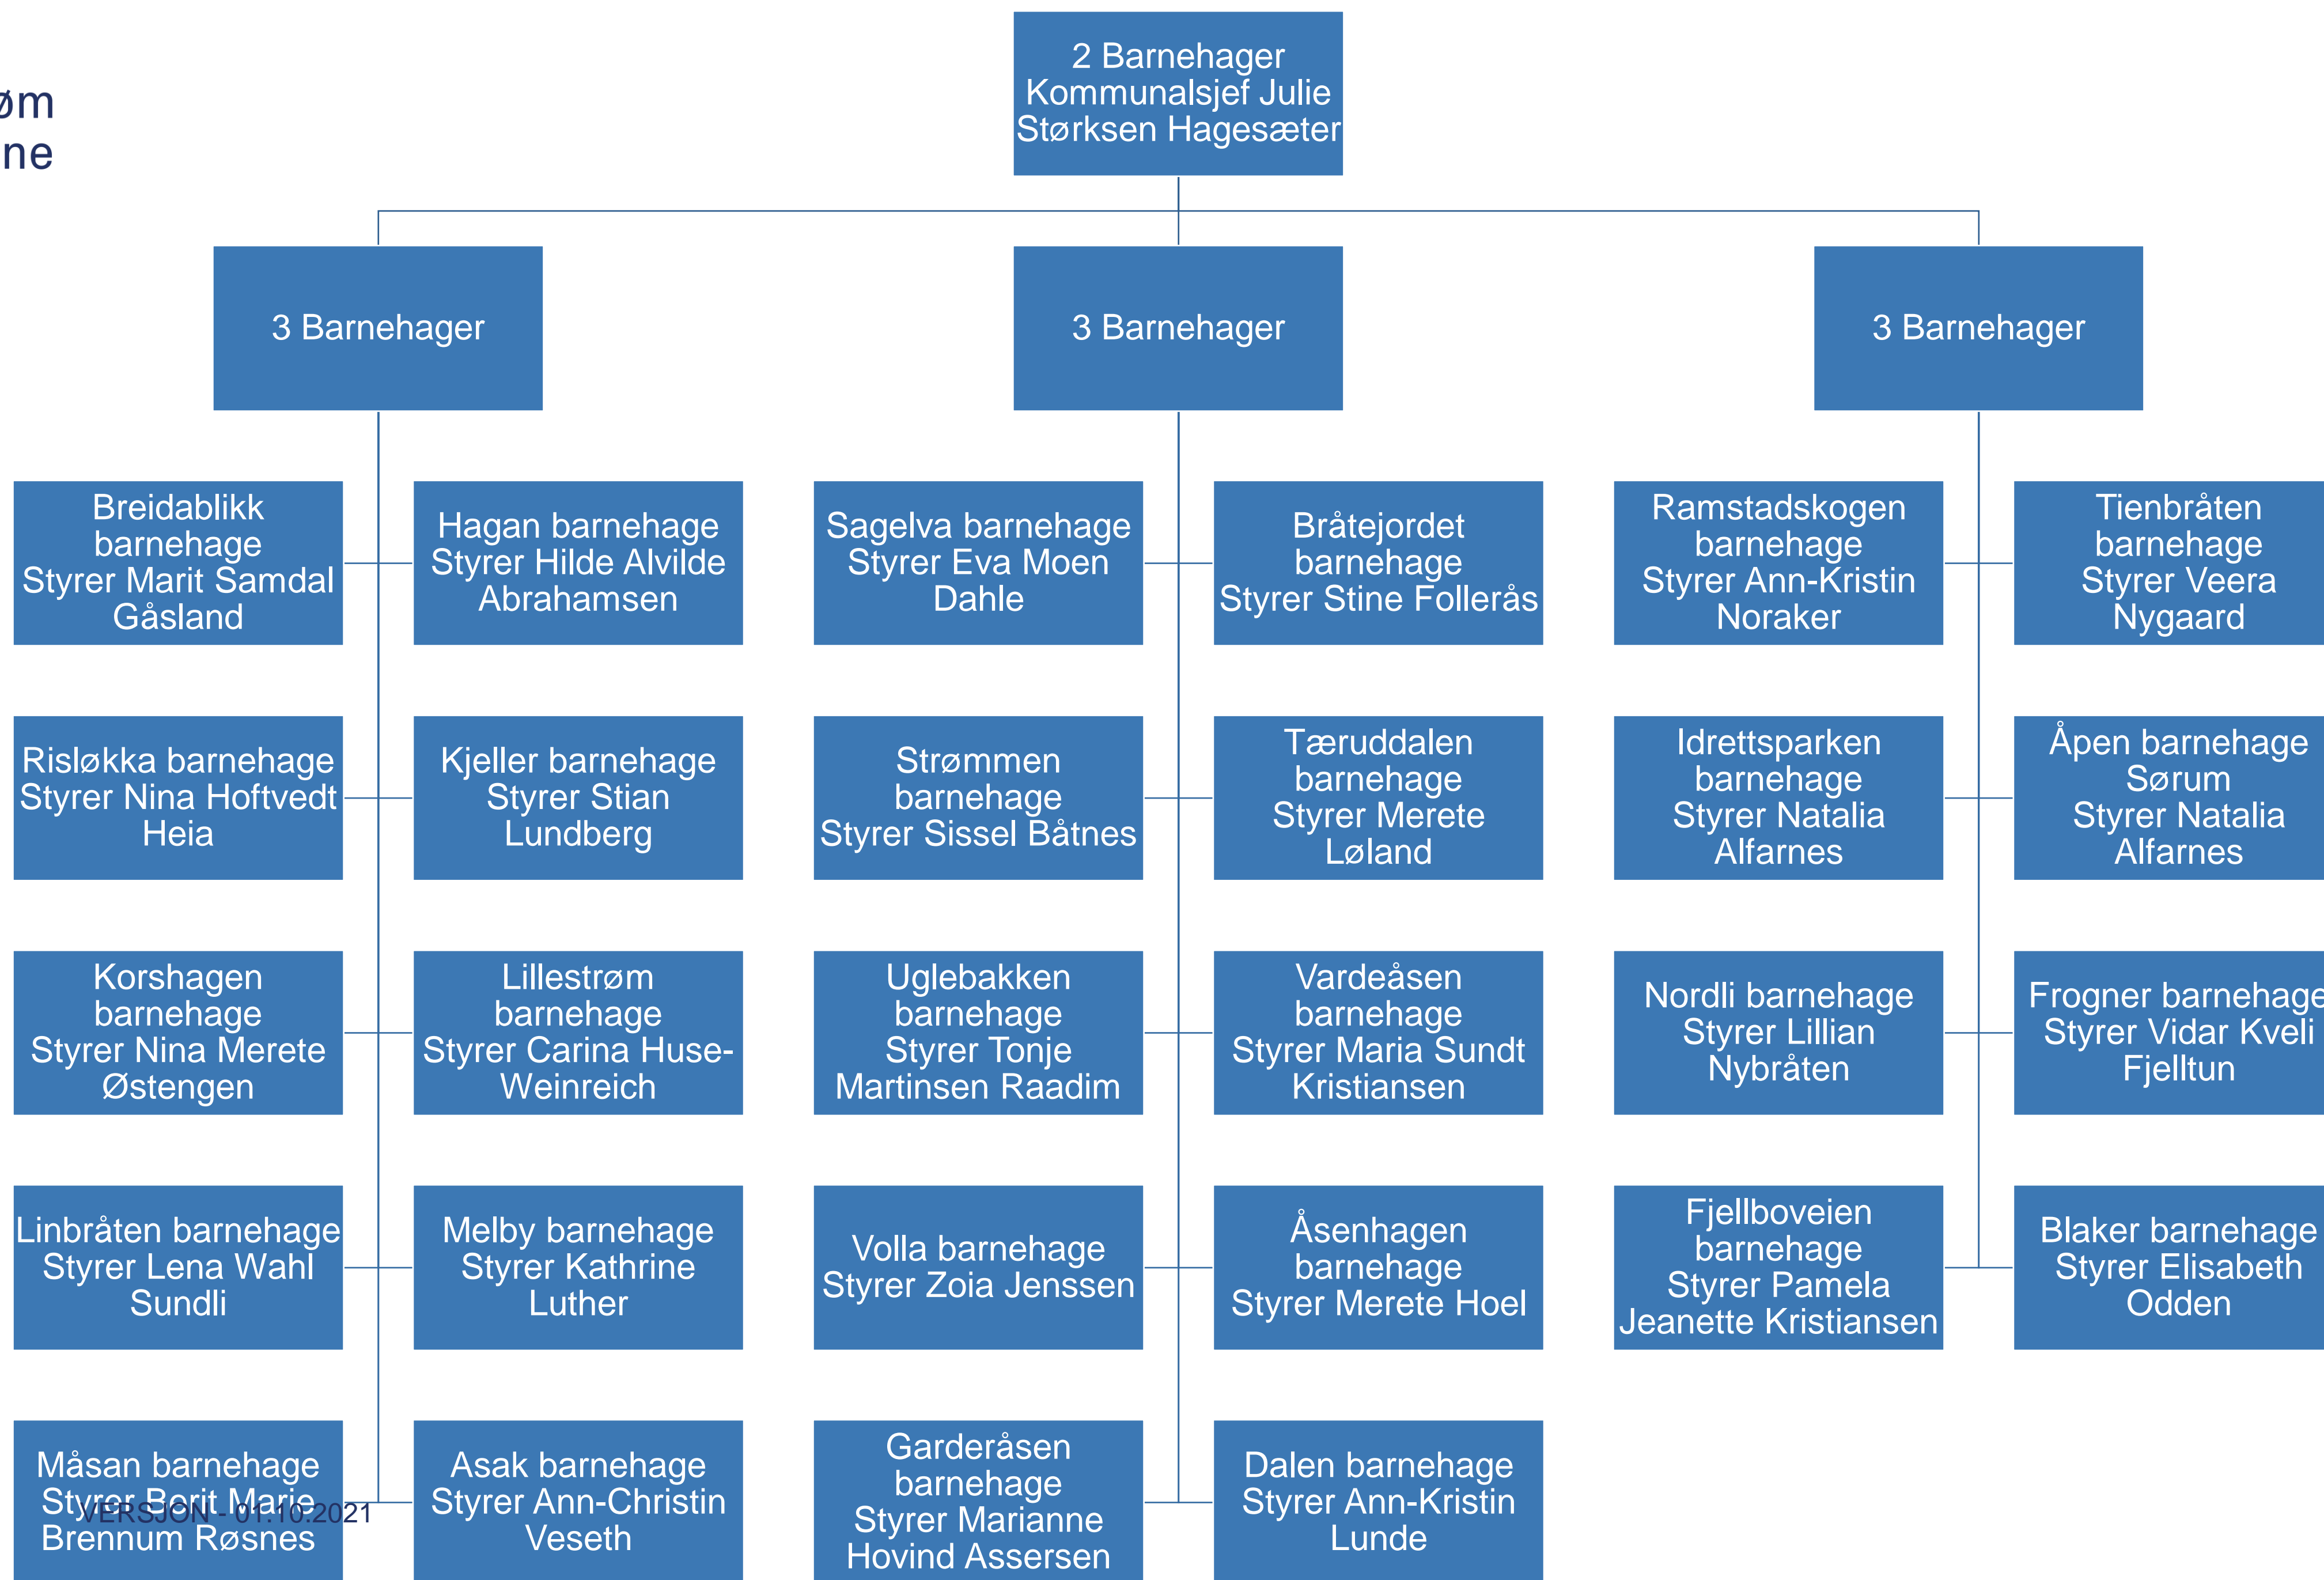 øm
ne
2 Barnehager
Kommunalsjef Julie
Størksen Hagesæter
3 Barnehager
3 Barnehager
3 Barnehager
Breidablikk
barnehage
Styrer Marit Samdal
Gåsland
Hagan barnehage
Styrer Hilde Alvilde
Abrahamsen
Sagelva barnehage
Styrer Eva Moen
Dahle
Bråtejordet
barnehage
Styrer Stine Follerås
Ramstadskogen
barnehage
Styrer Ann-Kristin
Noraker
Tienbråten
barnehage
Styrer Veera
Nygaard
Risløkka barnehage
Styrer Nina Hoftvedt
Heia
Kjeller barnehage
Styrer Stian
Lundberg
Strømmen
barnehage
Styrer Sissel Båtnes
Tæruddalen
barnehage
Styrer Merete
Løland
Idrettsparken
barnehage
Styrer Natalia
Alfarnes
Åpen barnehage
Sørum
Styrer Natalia
Alfarnes
Korshagen
barnehage
Styrer Nina Merete
Østengen
Lillestrøm
barnehage
Styrer Carina Huse-
Weinreich
Uglebakken
barnehage
Styrer Tonje
Martinsen Raadim
Vardeåsen
barnehage
Styrer Maria Sundt
Kristiansen
Nordli barnehage
Styrer Lillian
Nybråten
Frogner barnehage
Styrer Vidar Kveli
Fjelltun
Linbråten barnehage
Styrer Lena Wahl
Sundli
Melby barnehage
Styrer Kathrine
Luther
Volla barnehage
Styrer Zoia Jenssen
Åsenhagen
barnehage
Styrer Merete Hoel
Fjellboveien
barnehage
Styrer Pamela
Jeanette Kristiansen
Blaker barnehage
Styrer Elisabeth
Odden
Måsan barnehage
Styrer Berit Marie
Brennum Røsnes
VERSJON - 01.10.2021
Asak barnehage
Styrer Ann-Christin
Veseth
Garderåsen
barnehage
Styrer Marianne
Hovind Assersen
Dalen barnehage
Styrer Ann-Kristin
Lunde